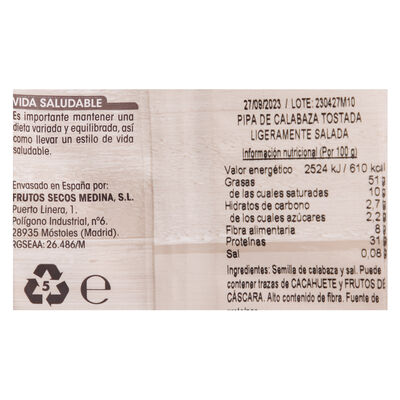 VIDA SALUDABLE
Es importante mantener una
dieta variada y equilibrada, así
como llevar un estilo de vida
saludable.
Envasado en España por:
FRUTOS SECOS MEDINA, S.L.
Puerto Linera, 1.
Polígono Industrial, nº6.
28935 Móstoles (Madrid).
RGSEAA: 26.486/M
5
e
27/09/2023 / LOTE: 230427M10
PIPA DE CALABAZA TOSTADA
LIGERAMENTE SALADA
Información nutricional (Por 100 g)
Valor energético 2524 kJ / 610 kcal
Grasas 51 g
de las cuales saturadas 10 g
Hidratos de carbono 2,7 g
de los cuales azúcares 2,2 g
Fibra alimentaria 8 g
Proteínas 31 g
Sal 0,08 g
Ingredientes: Semilla de calabaza y sal. Puede
contener trazas de CACAHUETE y FRUTOS DE
CÁSCARA. Alto contenido de fibra. Fuente de